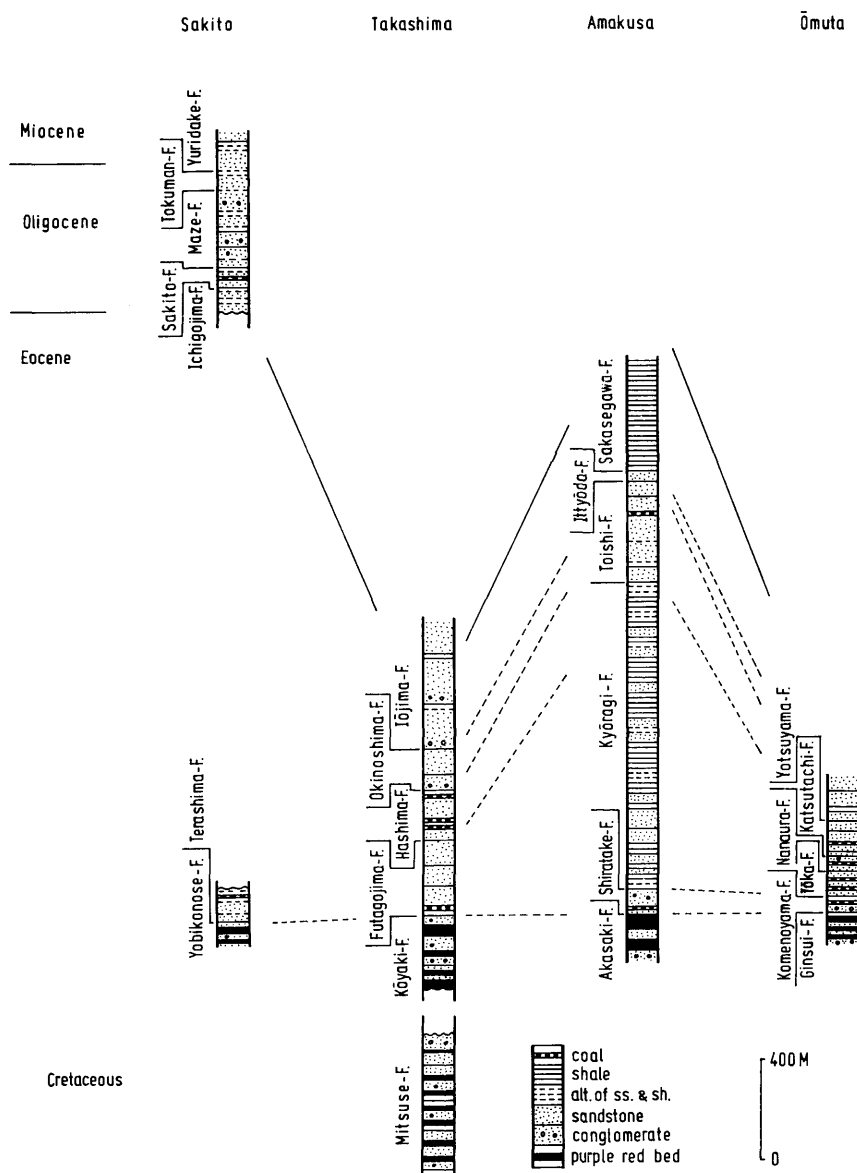 Sakito
Takashima
Amakusa
Ōmuta
Miocene
Oligocene
Eocene
Cretaceous
Yuridake-F.
Tokuman-F.
Maze-F.
Sakito-F.
Ichigojima-F.
Terashima-F.
Yobikonose-F.
Iōjima-F.
Okinoshima-F.
Hashima-F.
Futagojima-F.
Kōyaki-F.
Mitsuse-F.
Sakasegawa-F.
Ittyōda-F.
Toishi-F.
Kyōragi-F.
Shiratake-F.
Akasaki-F.
Yotsuyama-F.
Katsutachi-F.
Nanaura-F.
Tōka-F.
Komenoyama-F.
Ginsui-F.
coal
shale
alt. of ss. & sh.
sandstone
conglomerate
purple red bed
400 M
0